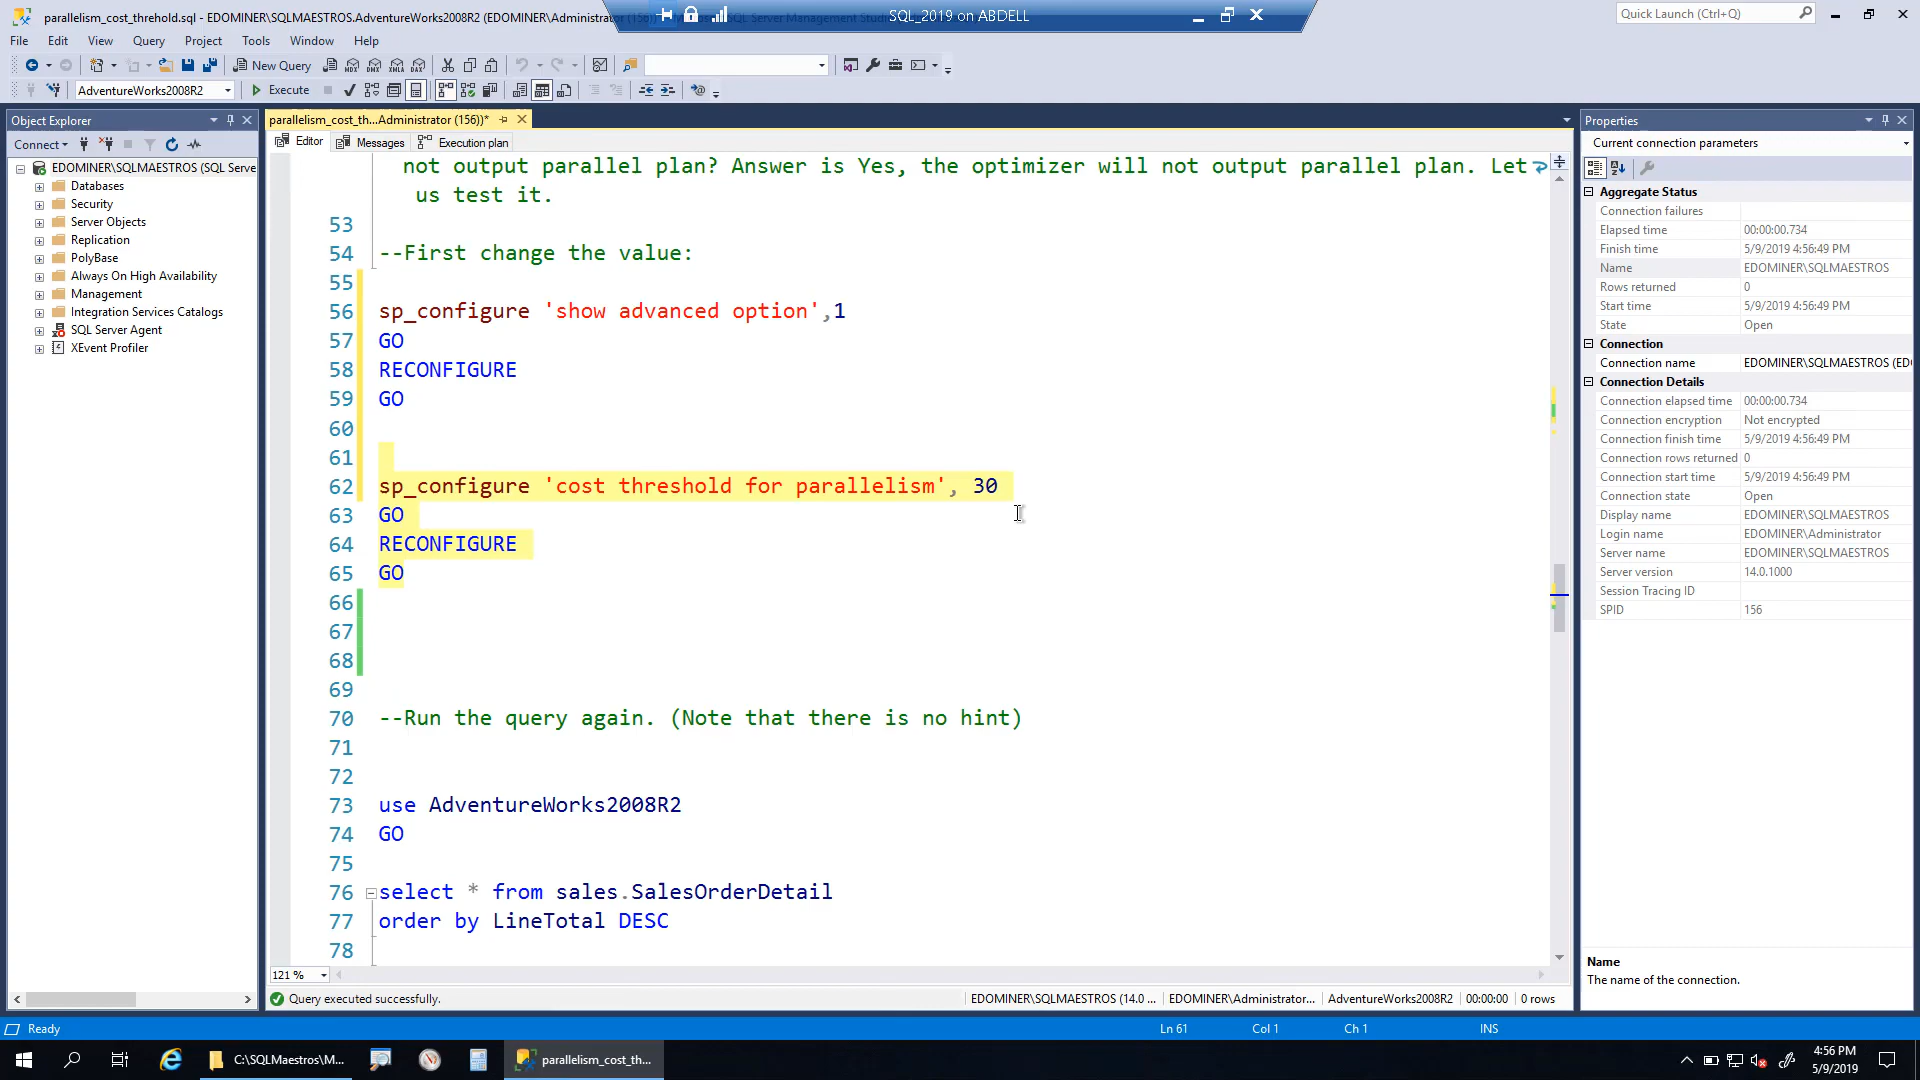 parallelism_cost_threhold.sql - EDOMINER\SQLMAESTROS.AdventureWorks2008R2 (EDOMINER\Administrator
SQL_2019 on ABDELL
Quick Launch (Ctrl+Q)
File Edit View Query Project Tools Window Help
New Query
MDX DMX XMLA DAX
AdventureWorks2008R2
Execute
Object Explorer
Connect
EDOMINER\SQLMAESTROS (SQL Serve
Databases
Security
Server Objects
Replication
PolyBase
Always On High Availability
Management
Integration Services Catalogs
SQL Server Agent
XEvent Profiler
parallelism_cost_th...Administrator (156))*
Editor Messages Execution plan
not output parallel plan? Answer is Yes, the optimizer will not output parallel plan. Let
us test it.
53
54 --First change the value:
55
56 sp_configure 'show advanced option',1
57 GO
58 RECONFIGURE
59 GO
60
61
62 sp_configure 'cost threshold for parallelism', 30
63 GO
64 RECONFIGURE
65 GO
66
67
68
69
70 --Run the query again. (Note that there is no hint)
71
72
73 use AdventureWorks2008R2
74 GO
75
76 select * from sales.SalesOrderDetail
77 order by LineTotal DESC
78
121 %
Query executed successfully.
EDOMINER\SQLMAESTROS (14.0 ... EDOMINER\Administrator... AdventureWorks2008R2 00:00:00 0 rows
Properties
Current connection parameters
Aggregate Status
Connection failures
Elapsed time 00:00:00.734
Finish time 5/9/2019 4:56:49 PM
Name EDOMINER\SQLMAESTROS
Rows returned 0
Start time 5/9/2019 4:56:49 PM
State Open
Connection
Connection name EDOMINER\SQLMAESTROS (EDO
Connection Details
Connection elapsed time 00:00:00.734
Connection encryption Not encrypted
Connection finish time 5/9/2019 4:56:49 PM
Connection rows returned 0
Connection start time 5/9/2019 4:56:49 PM
Connection state Open
Display name EDOMINER\SQLMAESTROS
Login name EDOMINER\Administrator
Server name EDOMINER\SQLMAESTROS
Server version 14.0.1000
Session Tracing ID
SPID 156
Name
The name of the connection.
Ready Ln 61 Col 1 Ch 1 INS
C:\SQLMaestros\M...
parallelism_cost_th...
4:56 PM
5/9/2019